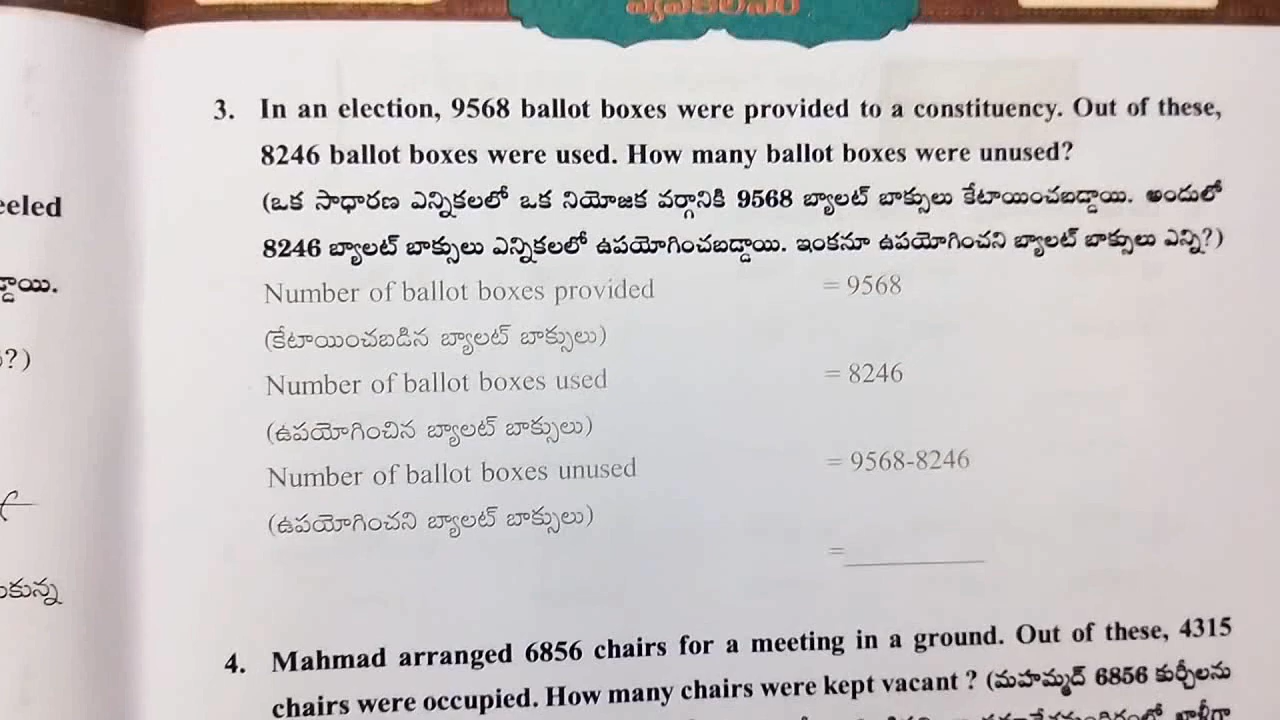 వ్యవకలనం
3. In an election, 9568 ballot boxes were provided to a constituency. Out of these,
8246 ballot boxes were used. How many ballot boxes were unused?
(ఒక సాధారణ ఎన్నికలలో ఒక నియోజక వర్గానికి 9568 బ్యాలట్ బాక్సులు కేటాయించబడ్డాయి. అందులో
8246 బ్యాలట్ బాక్సులు ఎన్నికలలో ఉపయోగించబడ్డాయి. ఇంకనూ ఉపయోగించని బ్యాలట్ బాక్సులు ఎన్ని?)
Number of ballot boxes provided = 9568
(కేటాయించబడిన బ్యాలట్ బాక్సులు)
Number of ballot boxes used = 8246
(ఉపయోగించిన బ్యాలట్ బాక్సులు)
Number of ballot boxes unused = 9568-8246
(ఉపయోగించని బ్యాలట్ బాక్సులు)
=
4. Mahmad arranged 6856 chairs for a meeting in a ground. Out of these, 4315
chairs were occupied. How many chairs were kept vacant ? (మహమ్మద్ 6856 కుర్చీలను
ఖాళీగా
eeled
?)